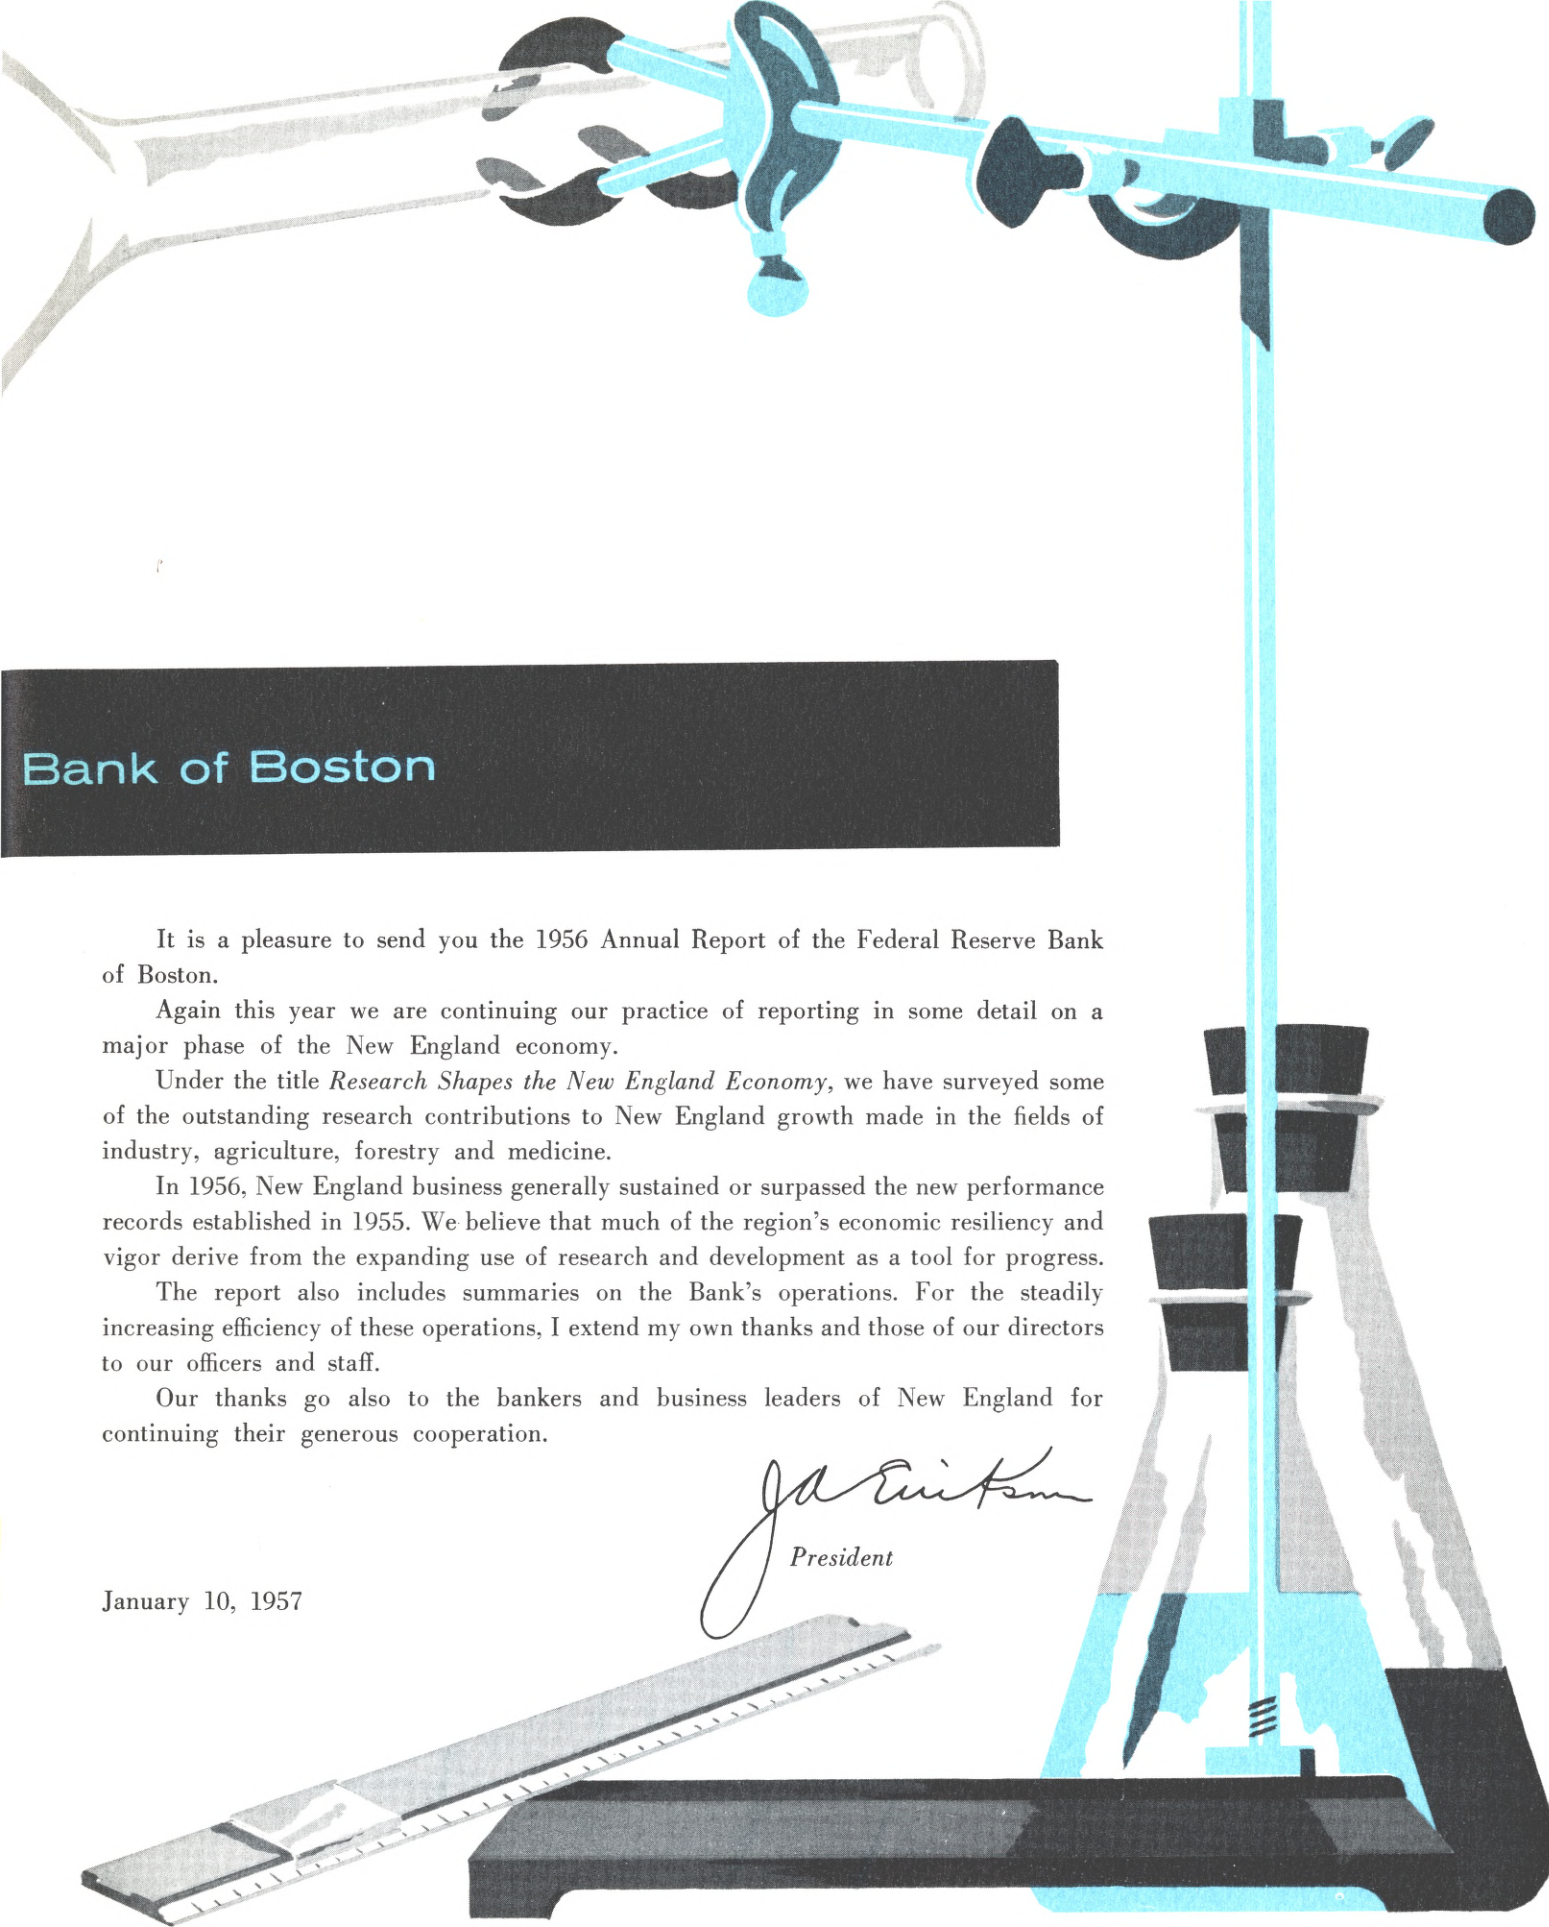 Bank of Boston
It is a pleasure to send you the 1956 Annual Report of the Federal Reserve Bank
of Boston.
Again this year we are continuing our practice of reporting in some detail on a
major phase of the New England economy.
Under the title Research Shapes the New England Economy, we have surveyed some
of the outstanding research contributions to New England growth made in the fields of
industry, agriculture, forestry and medicine.
In 1956, New England business generally sustained or surpassed the new performance
records established in 1955. We believe that much of the region's economic resiliency and
vigor derive from the expanding use of research and development as a tool for progress.
The report also includes summaries on the Bank's operations. For the steadily
increasing efficiency of these operations, I extend my own thanks and those of our directors
to our officers and staff.
Our thanks go also to the bankers and business leaders of New England for
continuing their generous cooperation.
J A Erikson
President
January 10, 1957